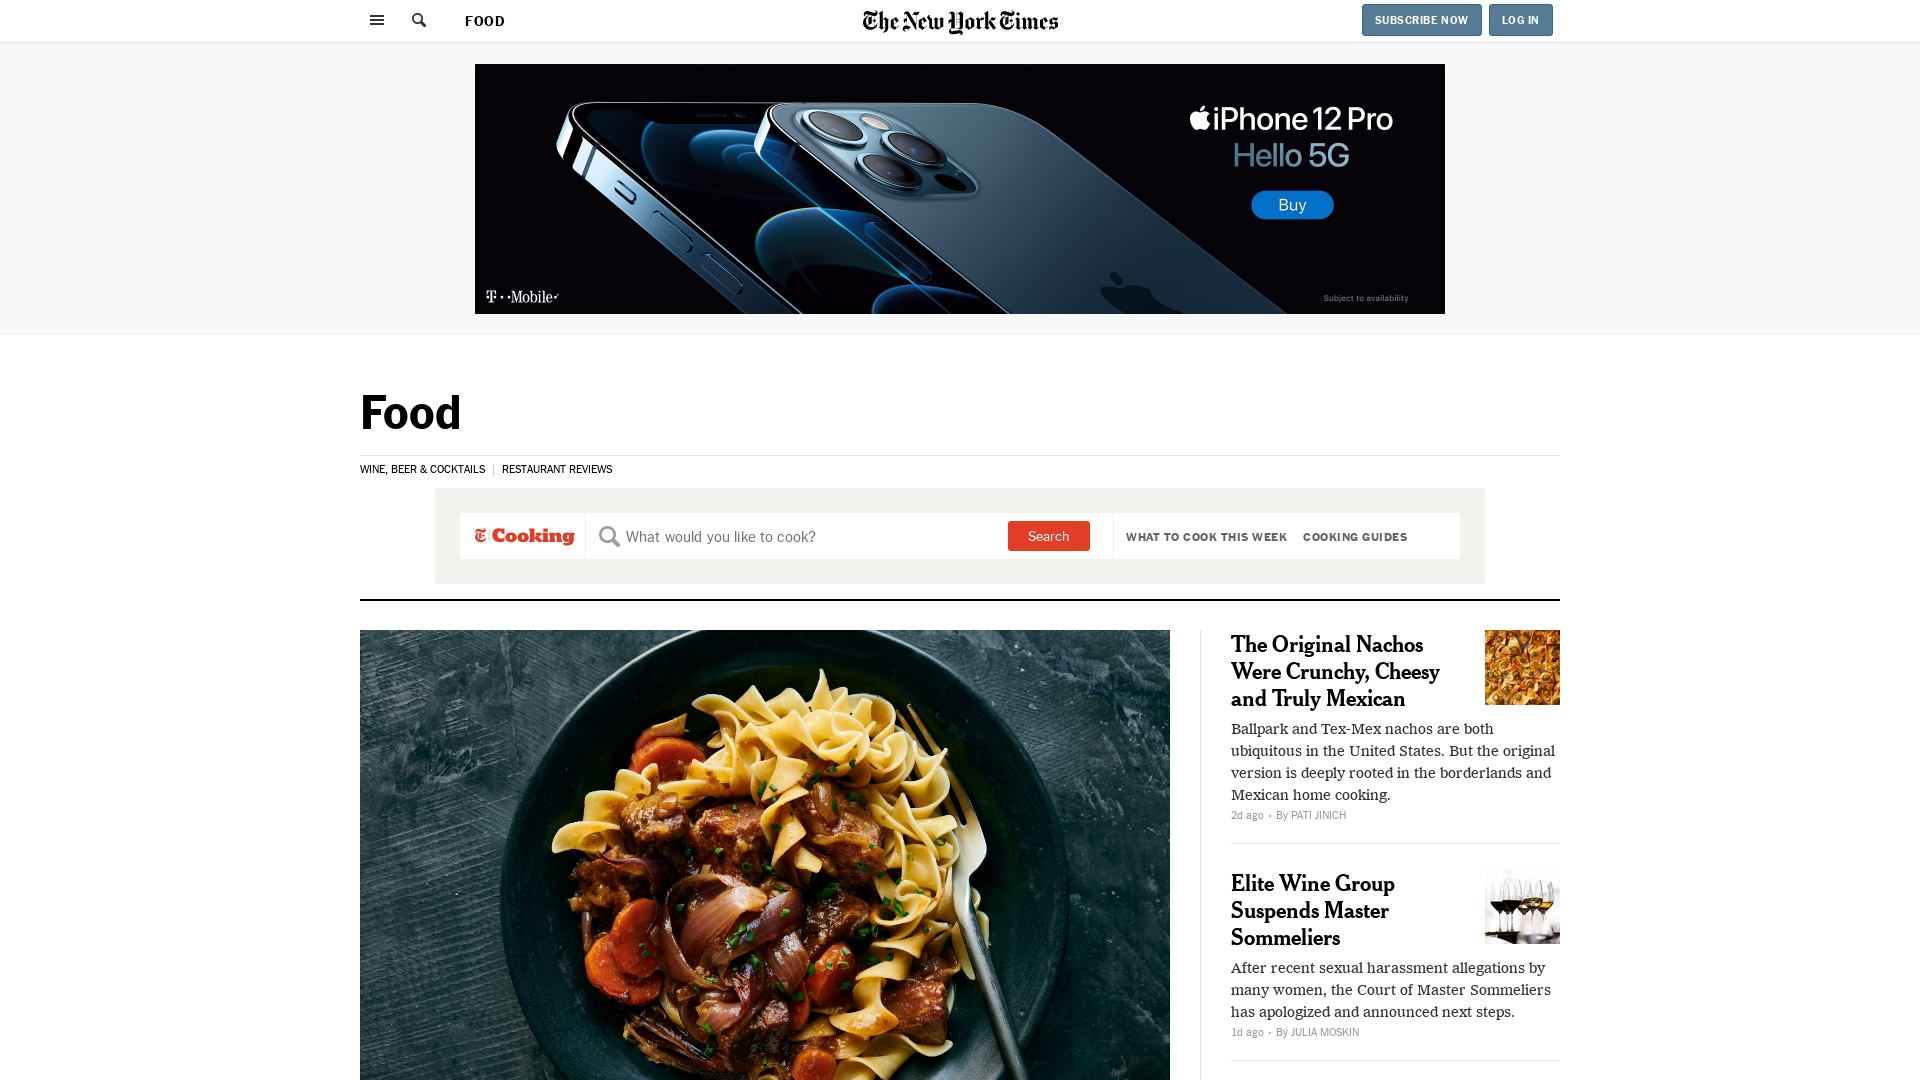 FOOD
The New York Times
SUBSCRIBE NOW
LOG IN
iPhone 12 Pro
Hello 5G
Buy
T··Mobile·
Subject to availability
Food
WINE, BEER & COCKTAILS | RESTAURANT REVIEWS
T Cooking
What would you like to cook?
Search
WHAT TO COOK THIS WEEK
COOKING GUIDES
The Original Nachos
Were Crunchy, Cheesy
and Truly Mexican
Ballpark and Tex-Mex nachos are both
ubiquitous in the United States. But the original
version is deeply rooted in the borderlands and
Mexican home cooking.
2d ago · By PATI JINICH
Elite Wine Group
Suspends Master
Sommeliers
After recent sexual harassment allegations by
many women, the Court of Master Sommeliers
has apologized and announced next steps.
1d ago · By JULIA MOSKIN